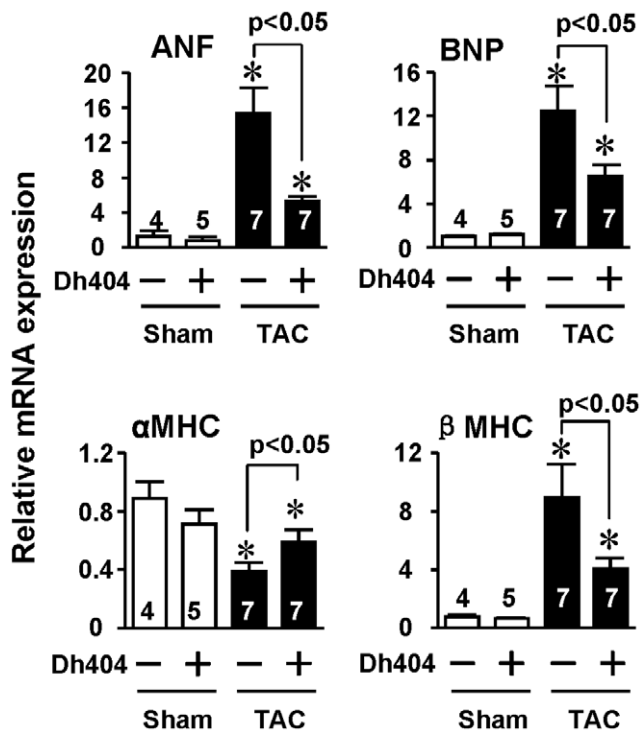 Relative mRNA expression
ANF
p<0.05
20
16
12
8
4
0
4
5
*
7
*
7
Dh404 − + − +
Sham TAC
BNP
p<0.05
16
12
8
4
0
4
5
*
7
*
7
Dh404 − + − +
Sham TAC
αMHC
p<0.05
1.2
0.8
0.4
0
4
5
*
7
*
7
Dh404 − + − +
Sham TAC
β MHC
p<0.05
12
8
4
0
4
5
*
7
*
7
Dh404 − + − +
Sham TAC